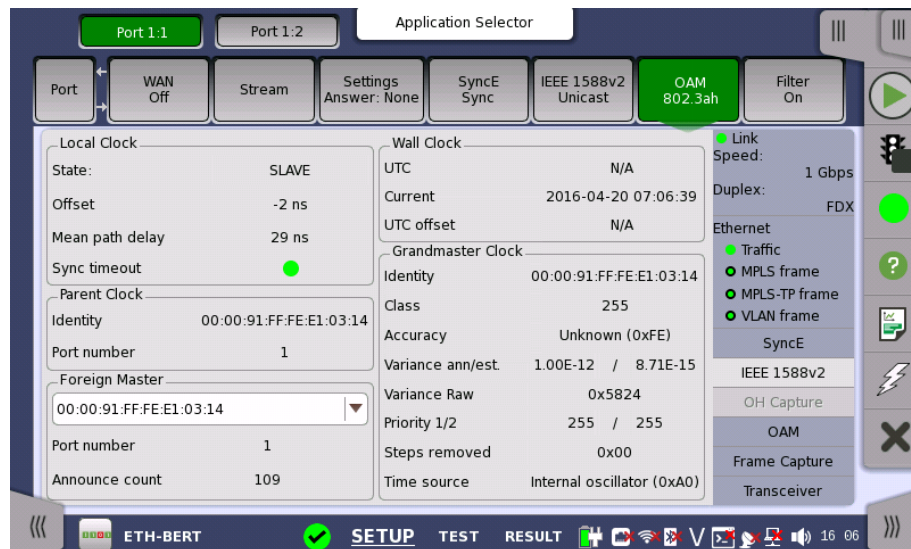 Application Selector
Port 1:1
Port 1:2
Port
WAN
Off
Stream
Settings
Answer: None
SyncE
Sync
IEEE 1588v2
Unicast
OAM
802.3ah
Filter
On
Local Clock
State: SLAVE
Offset -2 ns
Mean path delay 29 ns
Sync timeout
Parent Clock
Identity 00:00:91:FF:FE:E1:03:14
Port number 1
Foreign Master
00:00:91:FF:FE:E1:03:14
Port number 1
Announce count 109
Wall Clock
UTC N/A
Current 2016-04-20 07:06:39
UTC offset N/A
Grandmaster Clock
Identity 00:00:91:FF:FE:E1:03:14
Class 255
Accuracy Unknown (0xFE)
Variance ann/est. 1.00E-12 / 8.71E-15
Variance Raw 0x5824
Priority 1/2 255 / 255
Steps removed 0x00
Time source Internal oscillator (0xA0)
Link
Speed:
1 Gbps
Duplex:
FDX
Ethernet
Traffic
MPLS frame
MPLS-TP frame
VLAN frame
SyncE
IEEE 1588v2
OH Capture
OAM
Frame Capture
Transceiver
ETH-BERT SETUP TEST RESULT V 16 06